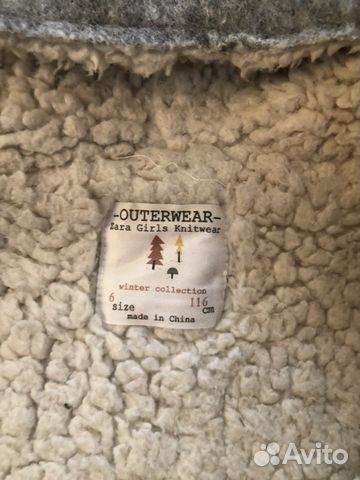 -OUTERWEAR-
Zara Girls Knitwear
winter collection
6 116
size cm
made in China
Avito